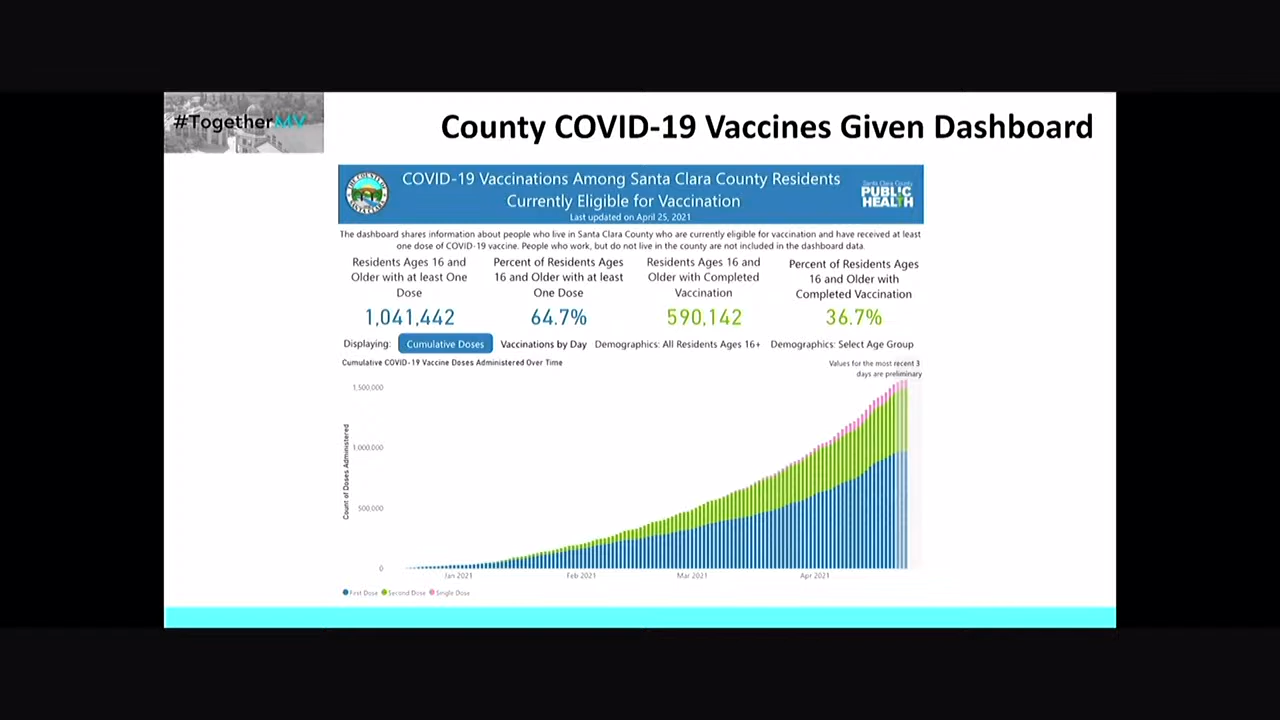 #TogetherMV
County COVID-19 Vaccines Given Dashboard
COVID-19 Vaccinations Among Santa Clara County Residents
Currently Eligible for Vaccination
Last updated on April 25, 2021
Santa Clara County
PUBLIC
HEALTH
The dashboard shares information about people who live in Santa Clara County who are currently eligible for vaccination and have received at least
one dose of COVID-19 vaccine. People who work, but do not live in the county are not included in the dashboard data.
Residents Ages 16 and
Older with at least One
Dose
1,041,442
Percent of Residents Ages
16 and Older with at least
One Dose
64.7%
Residents Ages 16 and
Older with Completed
Vaccination
590,142
Percent of Residents Ages
16 and Older with
Completed Vaccination
36.7%
Displaying: Cumulative Doses Vaccinations by Day Demographics: All Residents Ages 16+ Demographics: Select Age Group
Cumulative COVID-19 Vaccine Doses Administered Over Time
Values for the most recent 3
days are preliminary
Count of Doses Administered
1,500,000
1,000,000
500,000
0
Jan 2021 Feb 2021 Mar 2021 Apr 2021
First Dose Second Dose Single Dose